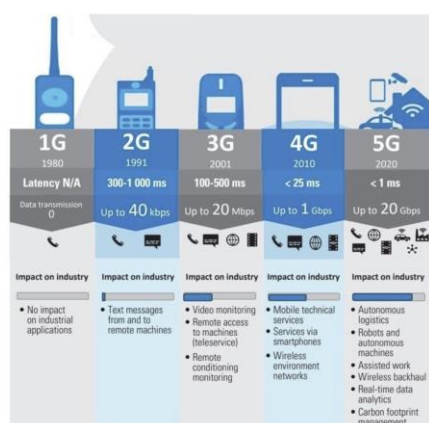 1G
1980
Latency N/A
Data transmission
0
Impact on industry
• No impact
on industrial
applications
2G
1991
300-1 000 ms
Up to 40 kbps
Impact on industry
• Text messages
from and to
remote machines
3G
2001
100-500 ms
Up to 20 Mbps
Impact on industry
• Video monitoring
• Remote access
to machines
(teleservice)
• Remote
conditioning
monitoring
4G
2010
< 25 ms
Up to 1 Gbps
Impact on industry
• Mobile technical
services
• Services via
smartphones
• Wireless
environment
networks
5G
2020
< 1 ms
Up to 20 Gbps
Impact on industry
• Autonomous
logistics
• Robots and
autonomous
machines
• Assisted work
• Wireless backhaul
• Real-time data
analytics
• Carbon footprint
management